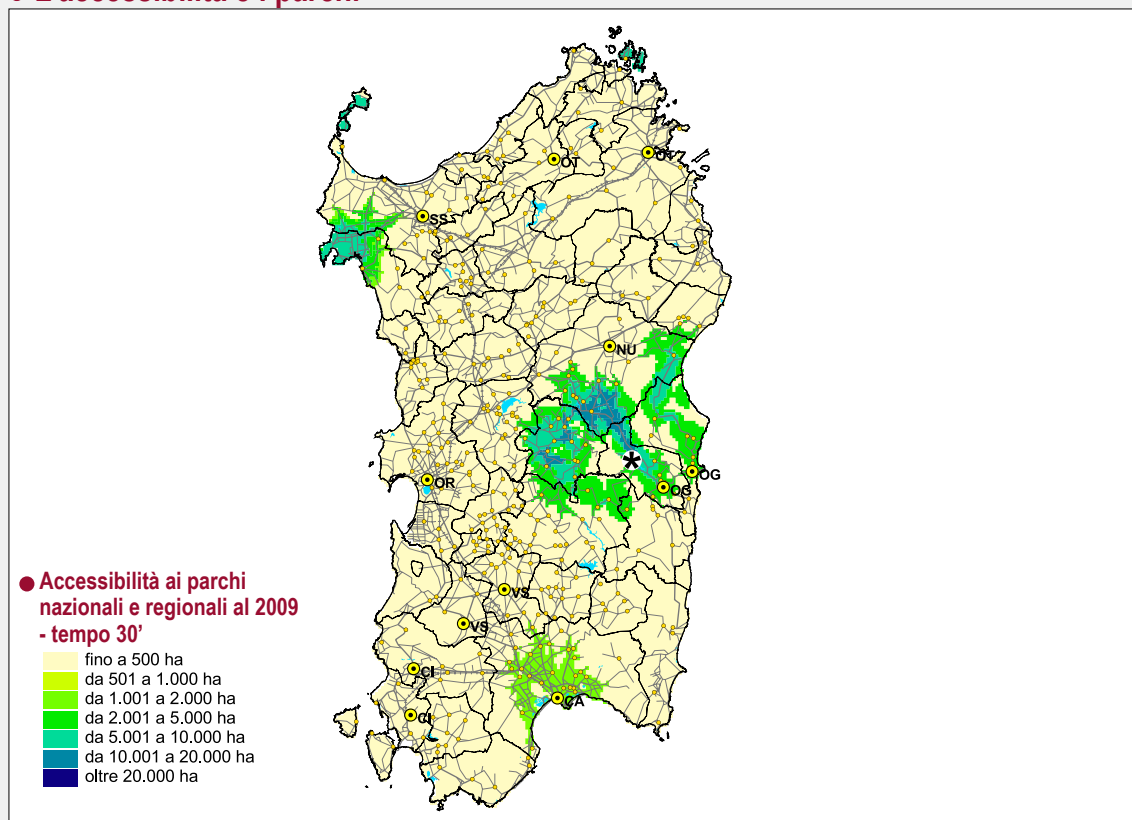 OT
OT
SS
NU
OG
OG
OR
VS
VS
CI
CI
CA
*
Accessibilità ai parchi
nazionali e regionali al 2009
- tempo 30’
fino a 500 ha
da 501 a 1.000 ha
da 1.001 a 2.000 ha
da 2.001 a 5.000 ha
da 5.001 a 10.000 ha
da 10.001 a 20.000 ha
oltre 20.000 ha